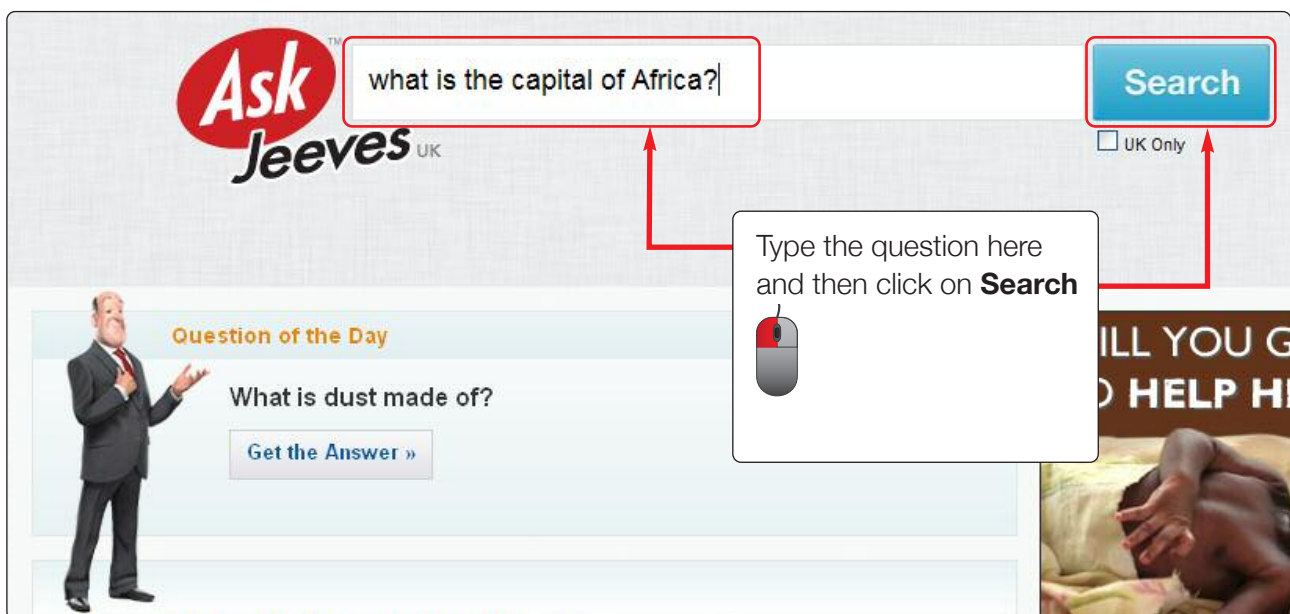 Ask
Jeeves UK
TM
what is the capital of Africa?
Search
UK Only
Type the question here
and then click on Search
Question of the Day
What is dust made of?
Get the Answer »
ILL YOU G
HELP H